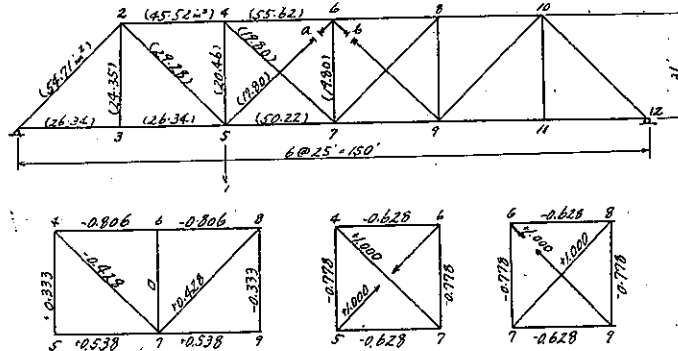 2 (45.52 in²) 4 (55.62) 6 8 10
a b
(54.71 in²) (24.35) (29.28) (20.46) (19.80) (19.80) (19.80)
(26.34) (26.34) (50.22) 12
3 5 7 9 11
6 @ 25' = 150'
1
4 -0.806 6 -0.806 8
+0.333 -0.428 0 +0.428 -0.333
5 +0.538 7 +0.538 9
4 -0.628 6
-0.778 +1.000 +1.000 -0.778
5 -0.628 7
6 -0.628 8
-0.778 +1.000 +1.000 -0.778
7 -0.628 9